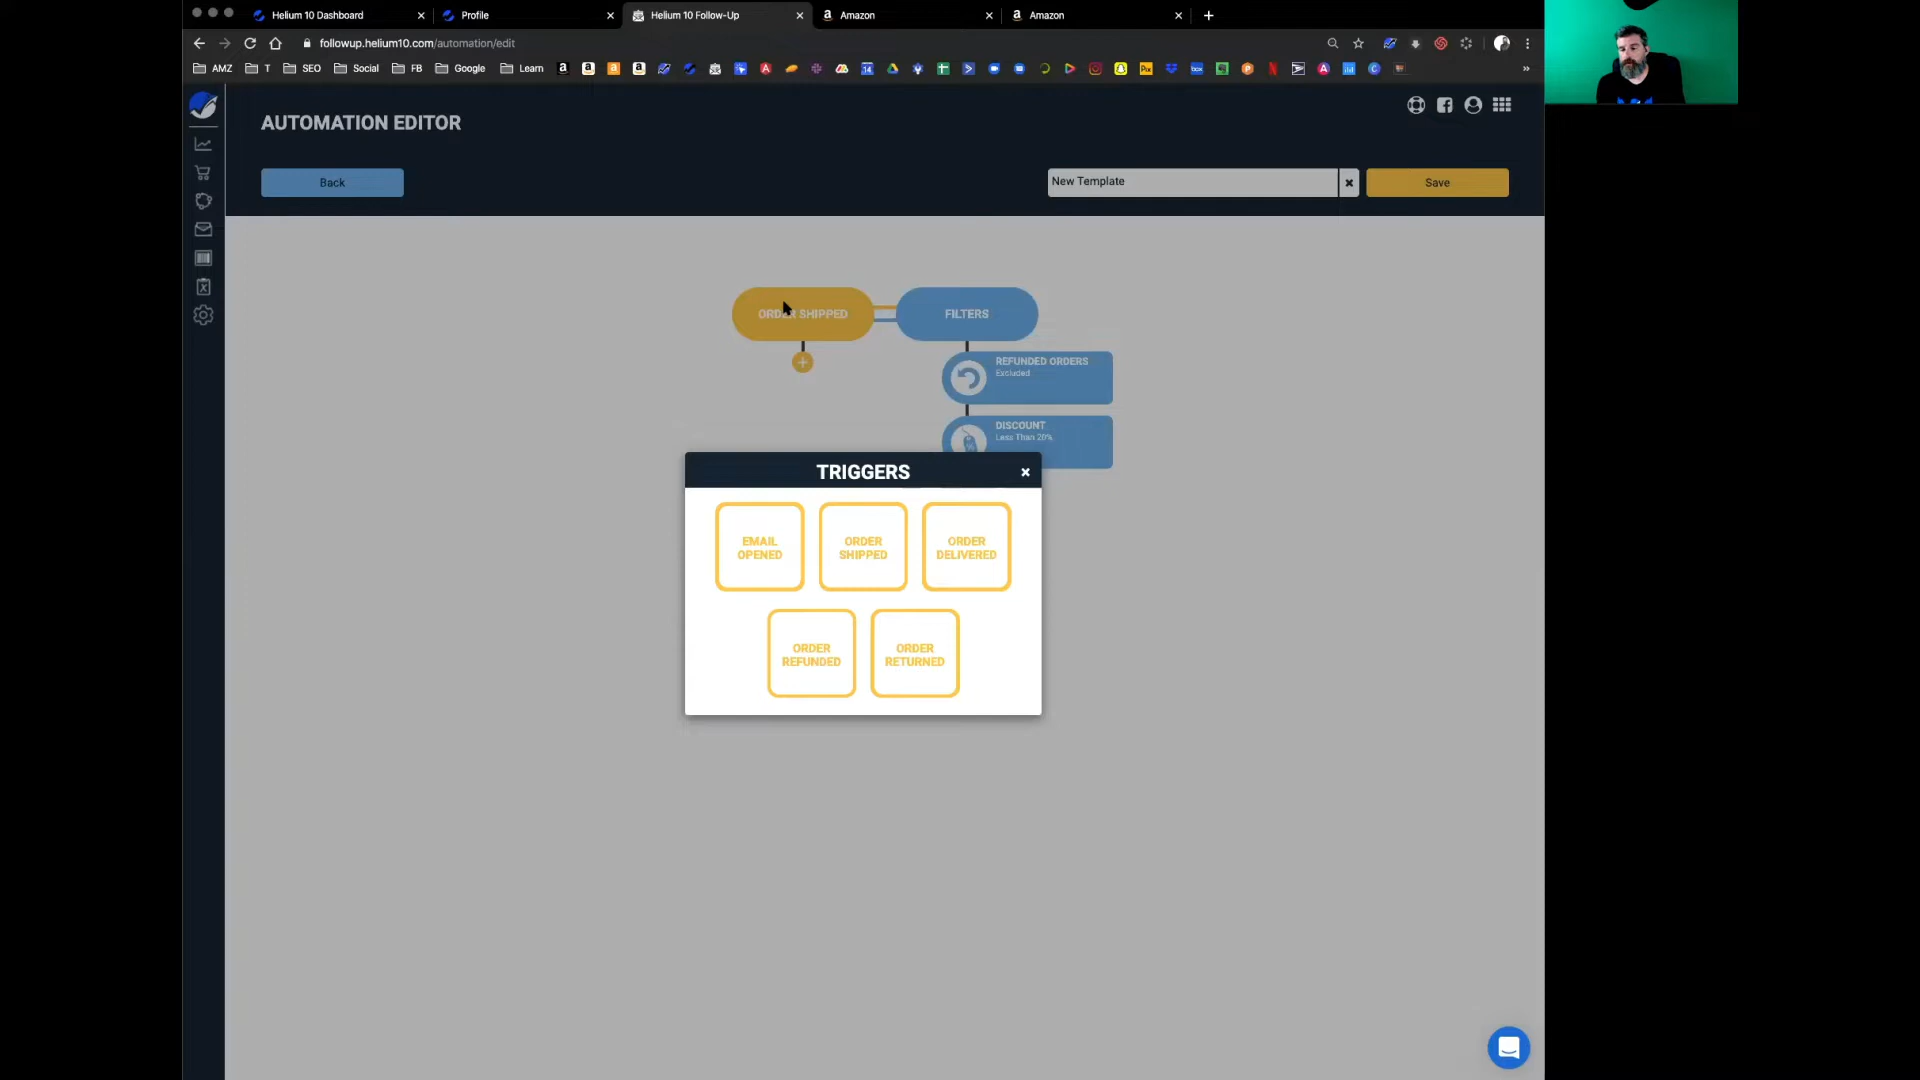 Helium 10 Dashboard
Profile
Helium 10 Follow-Up
Amazon
Amazon
followup.helium10.com/automation/edit
AMZ
T
SEO
Social
FB
Google
Learn
AUTOMATION EDITOR
Back
New Template
Save
ORDER SHIPPED
FILTERS
REFUNDED ORDERS
Excluded
DISCOUNT
Less Than 20%
TRIGGERS
EMAIL
OPENED
ORDER
SHIPPED
ORDER
DELIVERED
ORDER
REFUNDED
ORDER
RETURNED